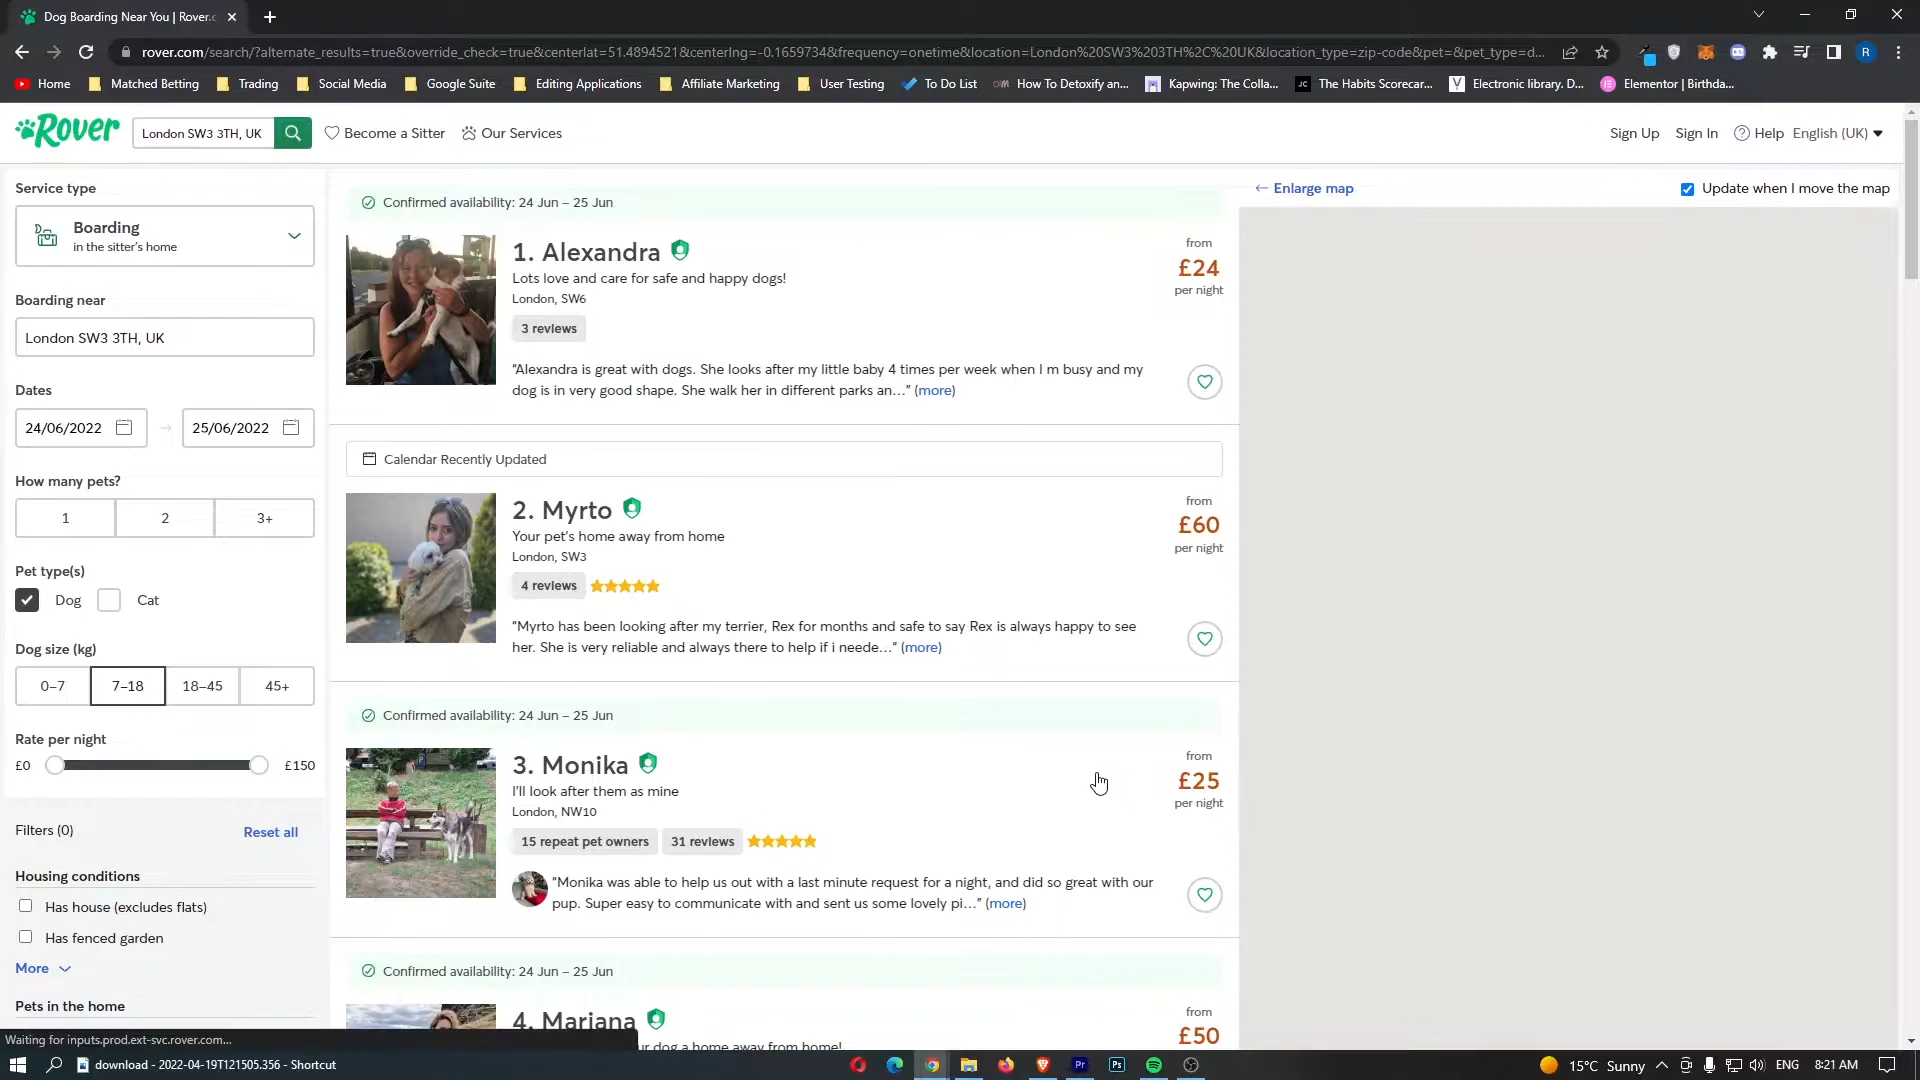 Dog Boarding Near You | Rover.c
rover.com/search/?alternate_results=true&override_check=true&centerlat=51.4894521&centerlng=-0.1659734&frequency=onetime&location=London%20SW3%203TH%2C%20UK&location_type=zip-code&pet=&pet_type=d...
R
Home Matched Betting Trading Social Media Google Suite Editing Applications Affiliate Marketing User Testing To Do List How To Detoxify an... Kapwing: The Colla... JC The Habits Scorecar... Electronic library. D... Elementor | Birthda...
Rover London SW3 3TH, UK Become a Sitter Our Services Sign Up Sign In Help English (UK)
Service type
Boarding
in the sitter's home
Boarding near
London SW3 3TH, UK
Dates
24/06/2022 → 25/06/2022
How many pets?
1 2 3+
Pet type(s)
Dog Cat
Dog size (kg)
0–7 7–18 18–45 45+
Rate per night
£0 £150
Filters (0) Reset all
Housing conditions
Has house (excludes flats)
Has fenced garden
More
Pets in the home
Waiting for inputs.prod.ext-svc.rover.com...
Confirmed availability: 24 Jun – 25 Jun
1. Alexandra
Lots love and care for safe and happy dogs!
London, SW6
3 reviews
"Alexandra is great with dogs. She looks after my little baby 4 times per week when I m busy and my
dog is in very good shape. She walk her in different parks an..." (more)
from
£24
per night
Calendar Recently Updated
2. Myrto
Your pet's home away from home
London, SW3
4 reviews
"Myrto has been looking after my terrier, Rex for months and safe to say Rex is always happy to see
her. She is very reliable and always there to help if i neede..." (more)
from
£60
per night
Confirmed availability: 24 Jun – 25 Jun
3. Monika
I'll look after them as mine
London, NW10
15 repeat pet owners 31 reviews
"Monika was able to help us out with a last minute request for a night, and did so great with our
pup. Super easy to communicate with and sent us some lovely pi..." (more)
from
£25
per night
Confirmed availability: 24 Jun – 25 Jun
4. Mariana
ur dog a home away from home!
from
£50
← Enlarge map
Update when I move the map
download - 2022-04-19T121505.356 - Shortcut
Pr Ps
15°C Sunny ENG 8:21 AM